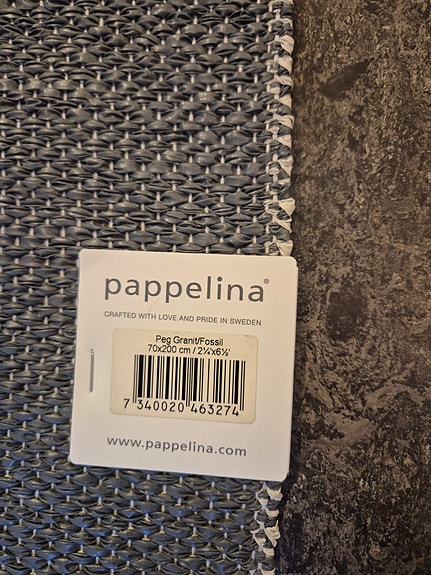 pappelina®
CRAFTED WITH LOVE AND PRIDE IN SWEDEN
Peg Granit/Fossil
70x200 cm / 2¼'x6½'
7 340020 463274
www.pappelina.com